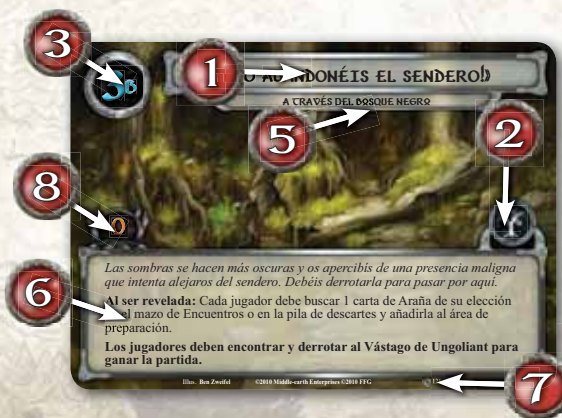 3
1
DONÉIS EL SENDERO!
3B
A TRAVÉS DEL BOSQUE NEGRO
5
2
8
0
Las sombras se hacen más oscuras y os apercibís de una presencia maligna
que intenta alejaros del sendero. Debéis derrotarla para pasar por aquí.
6
Al ser revelada: Cada jugador debe buscar 1 carta de Araña de su elección
el mazo de Encuentros o en la pila de descartes y añadirla al área de
preparación.
Los jugadores deben encontrar y derrotar al Vástago de Ungoliant para
ganar la partida.
Illus. Ben Zweifel ©2010 Middle-earth Enterprises ©2010 FFG
7